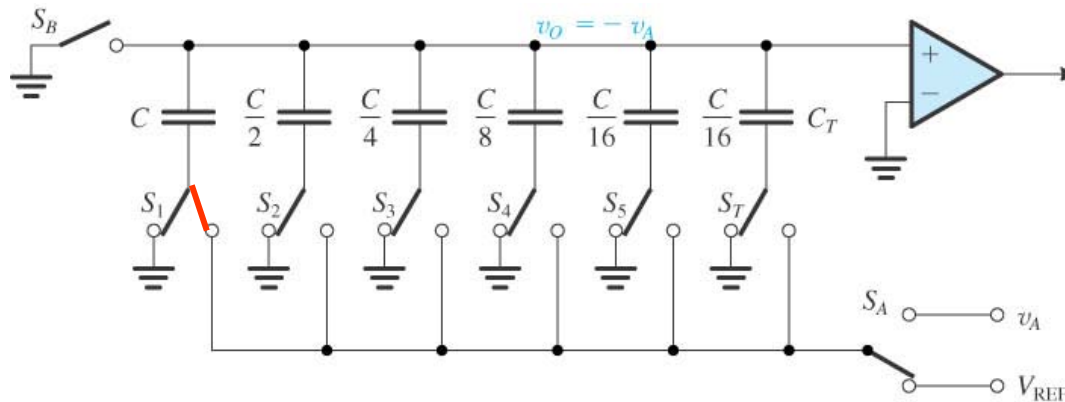 S_B
v_O = − v_A
+
−
C C/2 C/4 C/8 C/16 C/16 C_T
S_1 S_2 S_3 S_4 S_5 S_T
S_A
v_A
V_REF